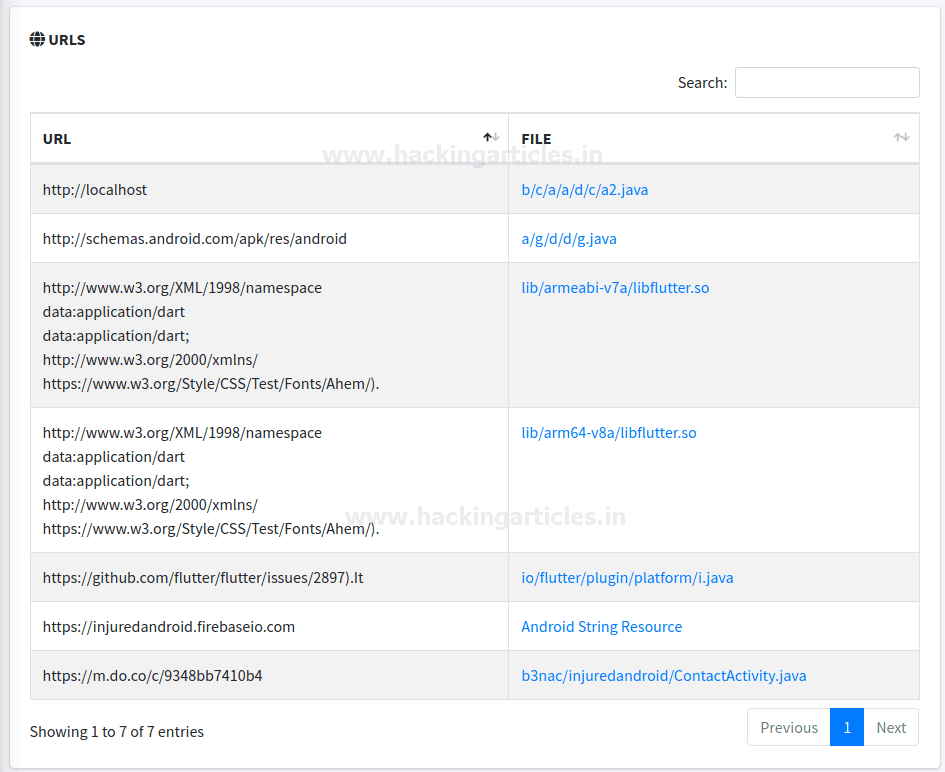 URLS
Search:
URL FILE
www.hackingarticles.in
http://localhost b/c/a/a/d/c/a2.java
http://schemas.android.com/apk/res/android a/g/d/d/g.java
http://www.w3.org/XML/1998/namespace lib/armeabi-v7a/libflutter.so
data:application/dart
data:application/dart;
http://www.w3.org/2000/xmlns/
https://www.w3.org/Style/CSS/Test/Fonts/Ahem/).
http://www.w3.org/XML/1998/namespace lib/arm64-v8a/libflutter.so
data:application/dart
data:application/dart;
http://www.w3.org/2000/xmlns/
www.hackingarticles.in
https://www.w3.org/Style/CSS/Test/Fonts/Ahem/).
https://github.com/flutter/flutter/issues/2897).It io/flutter/plugin/platform/i.java
https://injuredandroid.firebaseio.com Android String Resource
https://m.do.co/c/9348bb7410b4 b3nac/injuredandroid/ContactActivity.java
Showing 1 to 7 of 7 entries Previous 1 Next